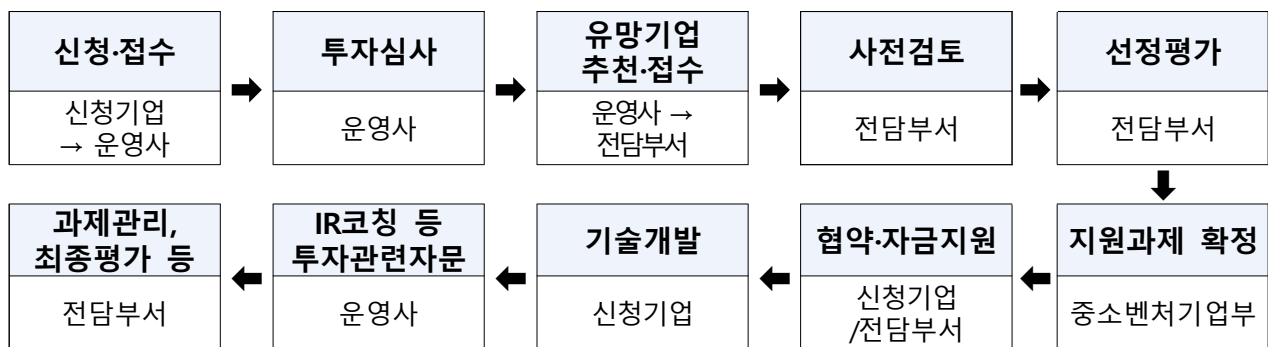 신청·접수
신청기업
→ 운영사
투자심사
운영사
유망기업
추천·접수
운영사 →
전담부서
사전검토
전담부서
선정평가
전담부서
지원과제 확정
중소벤처기업부
협약·자금지원
신청기업
/전담부서
기술개발
신청기업
IR코칭 등
투자관련자문
운영사
과제관리,
최종평가 등
전담부서